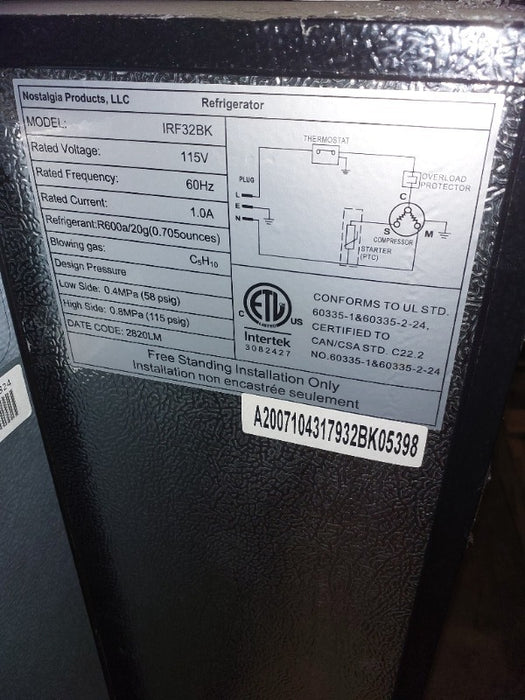 Nostalgia Products, LLC Refrigerator
MODEL: IRF32BK
Rated Voltage: 115V
Rated Frequency: 60Hz
Rated Current: 1.0A
Refrigerant:R600a/20g(0.705ounces)
Blowing gas: C₅H₁₀
Design Pressure
Low Side: 0.4MPa (58 psig)
High Side: 0.8MPa (115 psig)
DATE CODE: 2820LM
THERMOSTAT
PLUG
L
E
N
OVERLOAD
PROTECTOR
C
S
M
COMPRESSOR
STARTER
(PTC)
C ETL US
LISTED
Intertek
3082427
CONFORMS TO UL STD.
60335-1&60335-2-24,
CERTIFIED TO
CAN/CSA STD. C22.2
NO.60335-1&60335-2-24
Free Standing Installation Only
Installation non encastrée seulement
A2007104317932BK05398